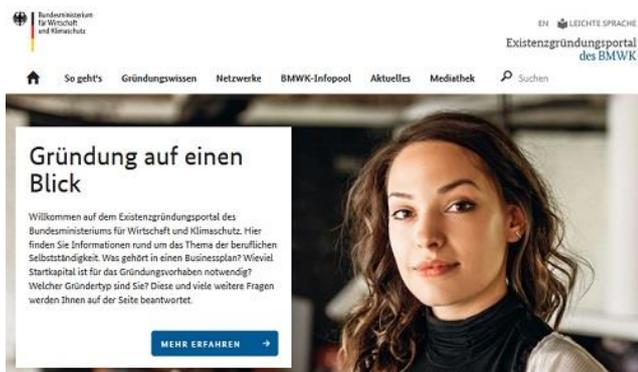 Bundesministerium
für Wirtschaft
und Klimaschutz
EN LEICHTE SPRACHE
Existenzgründungsportal
des BMWK
So geht's Gründungswissen Netzwerke BMWK-Infopool Aktuelles Mediathek Suchen
Gründung auf einen
Blick
Willkommen auf dem Existenzgründungsportal des
Bundesministeriums für Wirtschaft und Klimaschutz. Hier
finden Sie Informationen rund um das Thema der beruflichen
Selbstständigkeit. Was gehört in einen Businessplan? Wieviel
Startkapital ist für das Gründungsvorhaben notwendig?
Welcher Gründertyp sind Sie? Diese und viele weitere Fragen
werden Ihnen auf der Seite beantwortet.
MEHR ERFAHREN